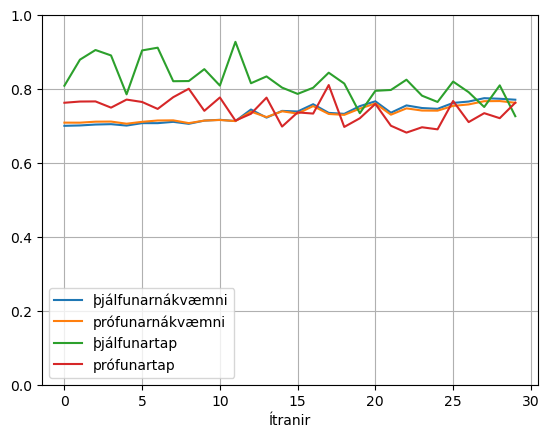 1.0
0.8
0.6
0.4
0.2
0.0
þjálfunarnákvæmni
prófunarnákvæmni
þjálfunartap
prófunartap
0 5 10 15 20 25 30
Ítranir